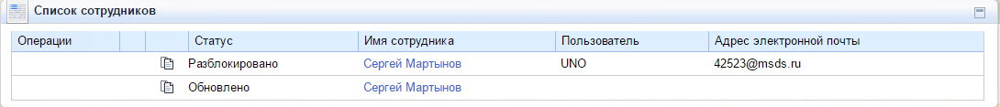 Список сотрудников
Операции Статус Имя сотрудника Пользователь Адрес электронной почты
Разблокировано Сергей Мартынов UNO 42523@msds.ru
Обновлено Сергей Мартынов